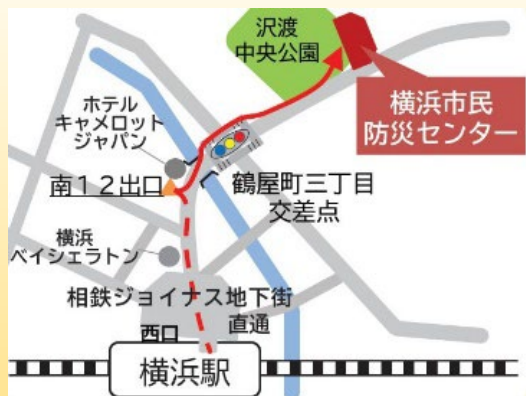 沢渡
中央公園
横浜市民
防災センター
ホテル
キャメロット
ジャパン
南12出口
鶴屋町三丁目
交差点
横浜
ベイシェラトン
相鉄ジョイナス地下街
直通
西口
横浜駅